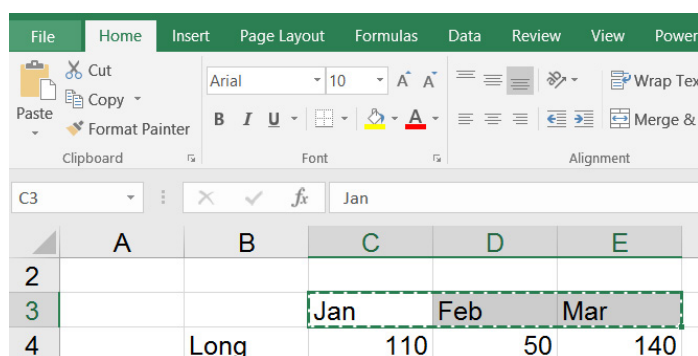 File Home Insert Page Layout Formulas Data Review View Power
Cut
Copy
Format Painter
Paste
Clipboard
Arial 10 A A
B I U A
Font
Wrap Tex
Merge &
Alignment
C3 fx Jan
A B C D E
2
3 Jan Feb Mar
4 Long 110 50 140